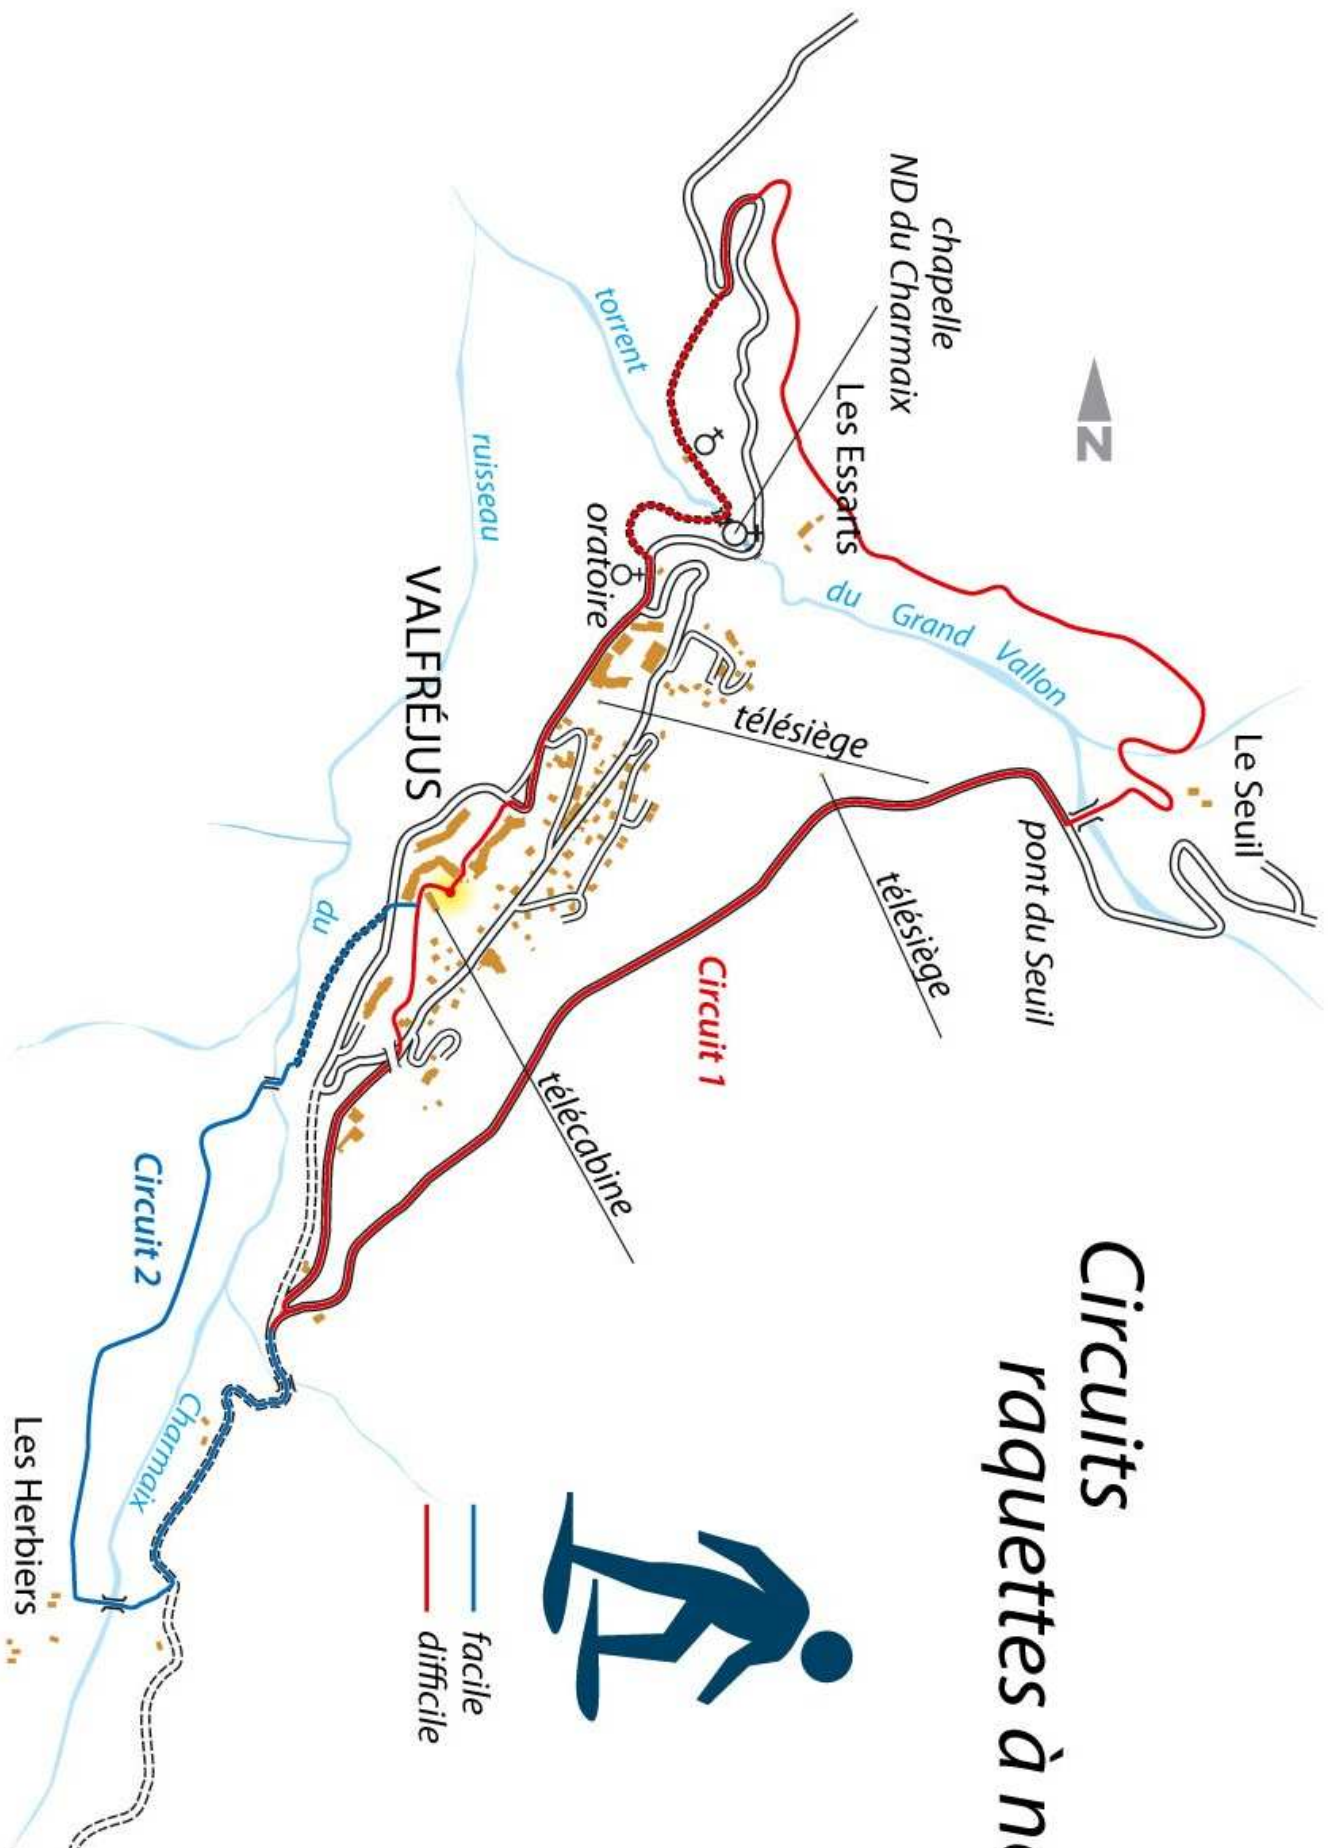 Circuits
raquettes à
chapelle
ND du Charmaix
Les Essarts
Le Seuil
N
torrent
du Grand Vallon
pont du Seuil
télésiège
télésiège
oratoire
ruisseau
VALFRÉJUS
Circuit 1
télécabine
du
Circuit 2
Charmaix
Les Herbiers
facile
difficile